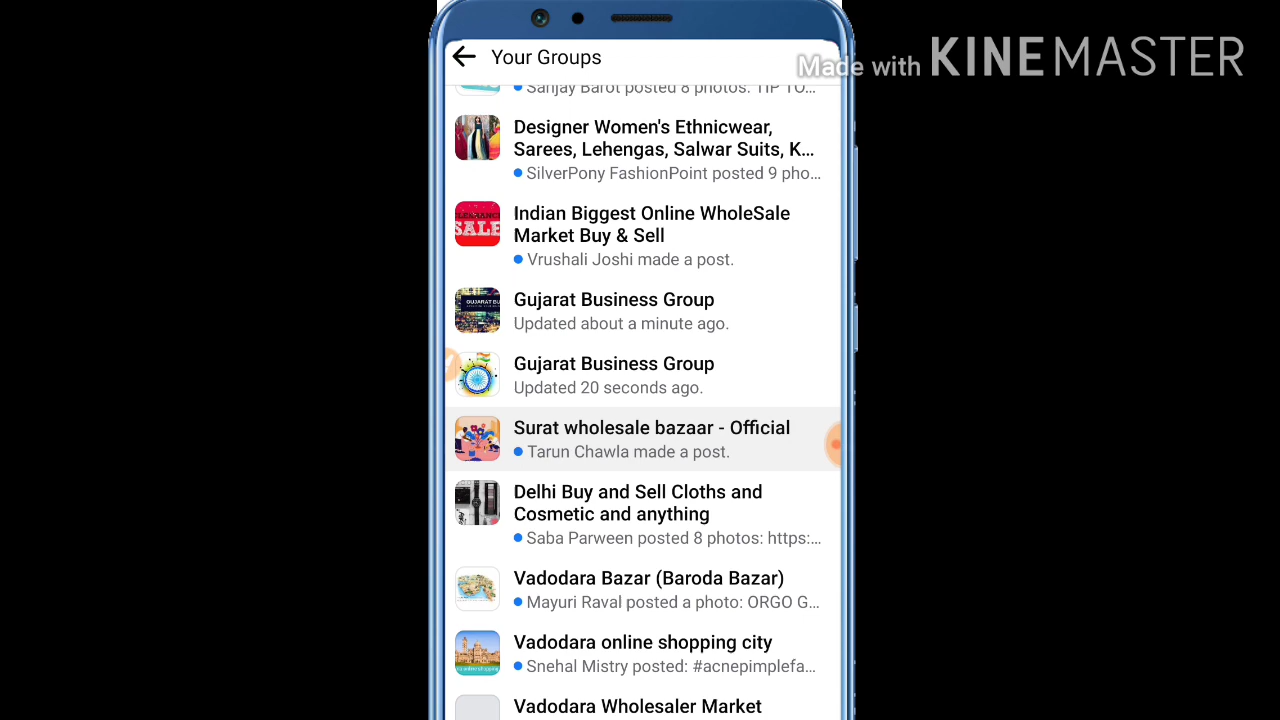 Your Groups
Made with KINEMASTER
Sanjay Barot posted 8 photos: TIP TO...
Designer Women's Ethnicwear,
Sarees, Lehengas, Salwar Suits, K...
SilverPony FashionPoint posted 9 pho...
CLEARANCE
SALE
Indian Biggest Online WholeSale
Market Buy & Sell
Vrushali Joshi made a post.
GUJARAT BU
Gujarat Business Group
Updated about a minute ago.
Gujarat Business Group
Updated 20 seconds ago.
Surat wholesale bazaar - Official
Tarun Chawla made a post.
Delhi Buy and Sell Cloths and
Cosmetic and anything
Saba Parween posted 8 photos: https:...
Vadodara Bazar (Baroda Bazar)
Mayuri Raval posted a photo: ORGO G...
Vadodara online shopping city
Snehal Mistry posted: #acnepimplefa...
Vadodara Wholesaler Market